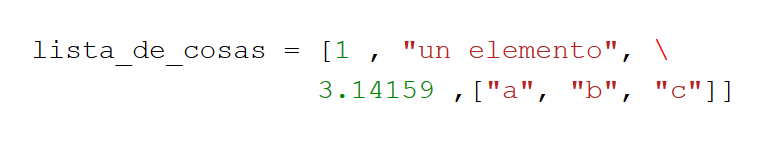 lista_de_cosas = [1 , "un elemento", \
3.14159 ,["a", "b", "c"]]